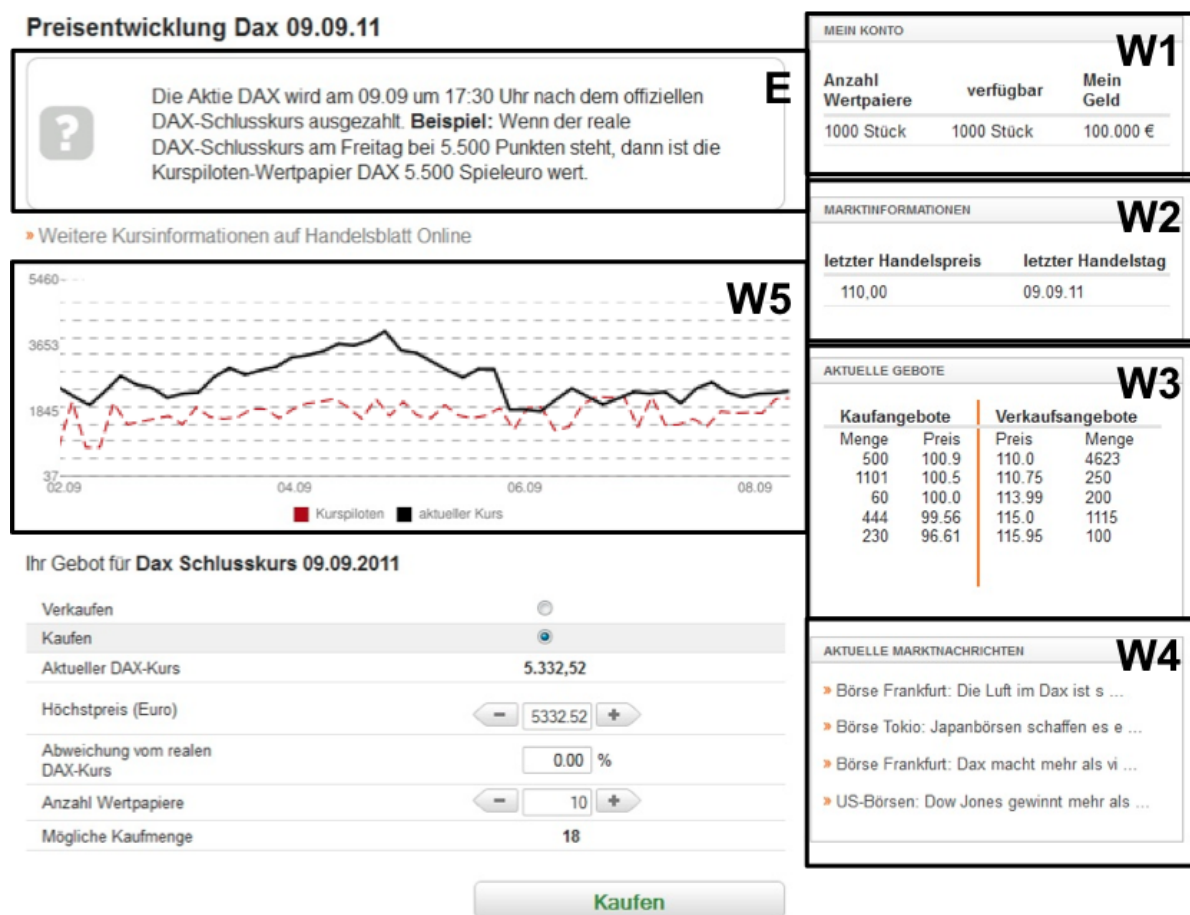 Preisentwicklung Dax 09.09.11
E
Die Aktie DAX wird am 09.09 um 17:30 Uhr nach dem offiziellen
DAX-Schlusskurs ausgezahlt. Beispiel: Wenn der reale
DAX-Schlusskurs am Freitag bei 5.500 Punkten steht, dann ist die
Kurspiloten-Wertpapier DAX 5.500 Spieleuro wert.
?
» Weitere Kursinformationen auf Handelsblatt Online
W5
5460
3653
1845
37
02.09 04.09 06.09 08.09
Kurspiloten aktueller Kurs
Ihr Gebot für Dax Schlusskurs 09.09.2011
Verkaufen
Kaufen
Aktueller DAX-Kurs 5.332,52
Höchstpreis (Euro) − 5332.52 +
Abweichung vom realen
DAX-Kurs 0.00 %
Anzahl Wertpapiere − 10 +
Mögliche Kaufmenge 18
Kaufen
MEIN KONTO
W1
Anzahl
Wertpaiere verfügbar Mein
Geld
1000 Stück 1000 Stück 100.000 €
W2
MARKTINFORMATIONEN
letzter Handelspreis letzter Handelstag
110,00 09.09.11
AKTUELLE GEBOTE
W3
Kaufangebote Verkaufsangebote
Menge Preis Preis Menge
500 100.9 110.0 4623
1101 100.5 110.75 250
60 100.0 113.99 200
444 99.56 115.0 1115
230 96.61 115.95 100
AKTUELLE MARKTNACHRICHTEN
W4
» Börse Frankfurt: Die Luft im Dax ist s ...
» Börse Tokio: Japanbörsen schaffen es e ...
» Börse Frankfurt: Dax macht mehr als vi ...
» US-Börsen: Dow Jones gewinnt mehr als ...